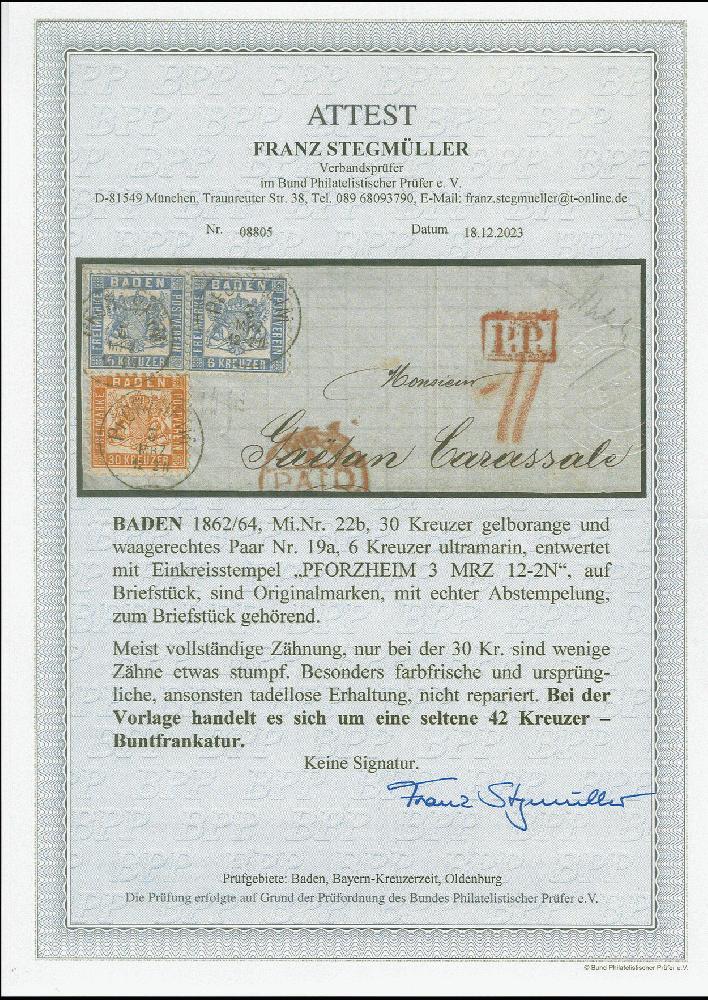 ATTEST
FRANZ STEGMÜLLER
Verbandsprüfer
im Bund Philatelistischer Prüfer e. V.
D-81549 München, Traunreuter Str. 38, Tel. 089 68093790, E-Mail: franz.stegmueller@t-online.de
Nr. 08805 Datum 18.12.2023
BADEN BADEN
FREIMARKE POSTVEREIN FREIMARKE POSTVEREIN
6 KREUZER 6 KREUZER
P.P.
Monsieur
BADEN
FREIMARKE POSTVEREIN
30 KREUZER
Gaëtan Carassale
PAID
BADEN 1862/64, Mi.Nr. 22b, 30 Kreuzer gelborange und
waagerechtes Paar Nr. 19a, 6 Kreuzer ultramarin, entwertet
mit Einkreisstempel „PFORZHEIM 3 MRZ 12-2N“, auf
Briefstück, sind Originalmarken, mit echter Abstempelung,
zum Briefstück gehörend.
Meist vollständige Zähnung, nur bei der 30 Kr. sind wenige
Zähne etwas stumpf. Besonders farbfrische und ursprüng-
liche, ansonsten tadellose Erhaltung, nicht repariert. Bei der
Vorlage handelt es sich um eine seltene 42 Kreuzer –
Buntfrankatur.
Keine Signatur.
Franz Stegmüller
Prüfgebiete: Baden, Bayern-Kreuzerzeit, Oldenburg
Die Prüfung erfolgte auf Grund der Prüfordnung des Bundes Philatelistischer Prüfer e.V.
© Bund Philatelistischer Prüfer e.V.